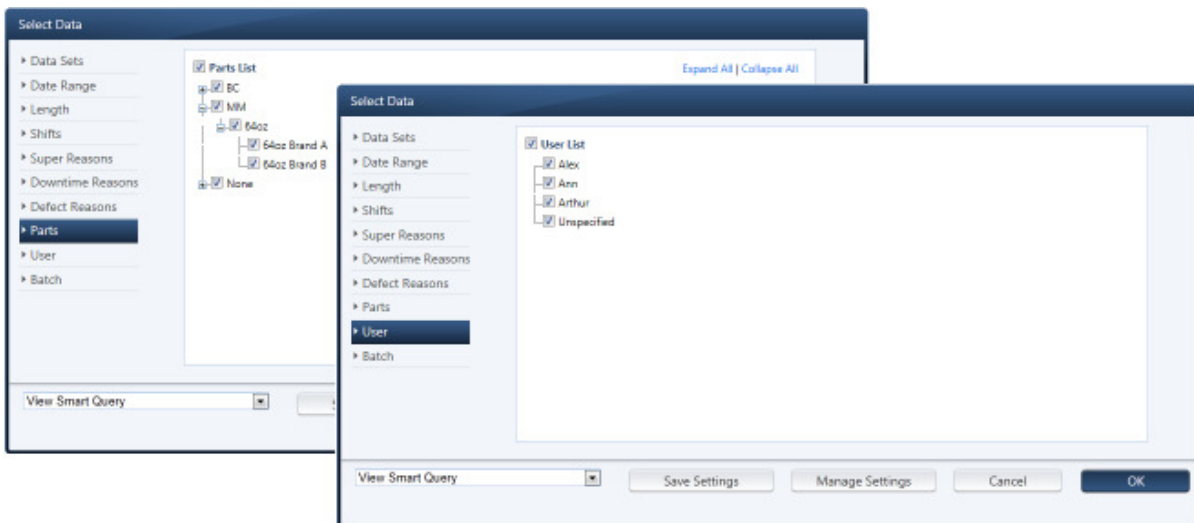 Select Data
Data Sets
Date Range
Length
Shifts
Super Reasons
Downtime Reasons
Defect Reasons
Parts
User
Batch
Parts List
Expand All | Collapse All
BC
MM
64oz
64oz Brand A
64oz Brand B
None
View Smart Query
Select Data
Data Sets
Date Range
Length
Shifts
Super Reasons
Downtime Reasons
Defect Reasons
Parts
User
Batch
User List
Alex
Ann
Arthur
Unspecified
View Smart Query
Save Settings
Manage Settings
Cancel
OK